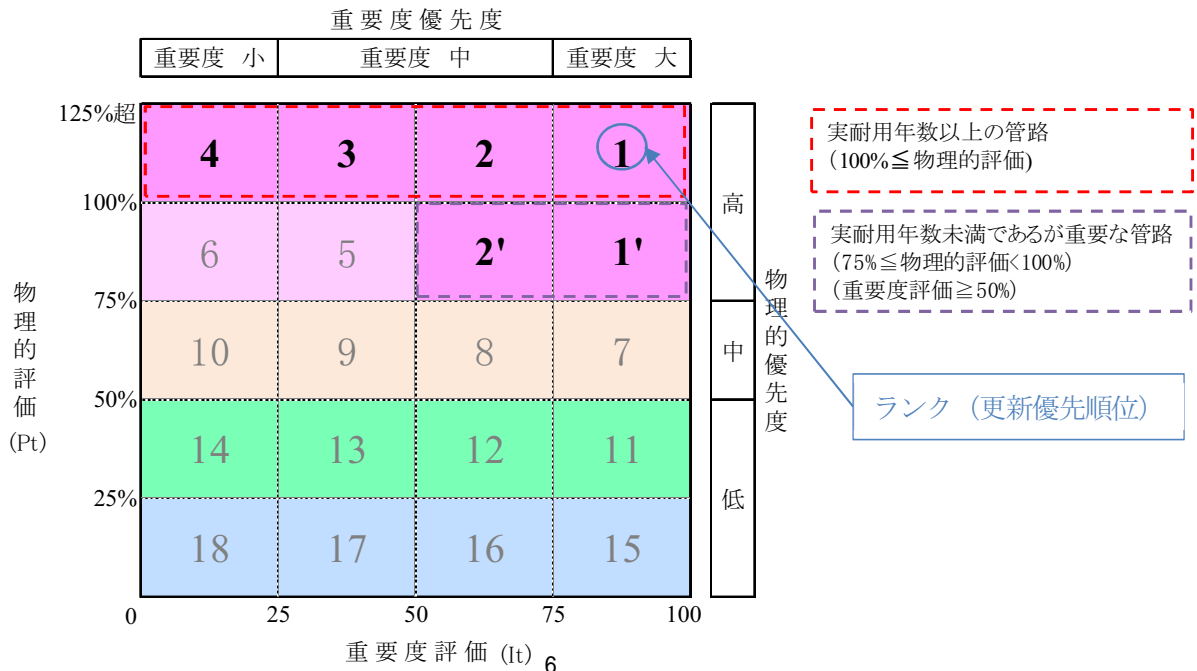 重要度優先度
重要度 小
重要度 中
重要度 大
125%超
4
3
2
1
100%
6
5
2'
1'
75%
10
9
8
7
50%
14
13
12
11
25%
18
17
16
15
0
25
50
75
100
重要度評価 (It)
6
物理的評価
(Pt)
高
中
低
物理的優先度
実耐用年数以上の管路
(100%≦物理的評価)
実耐用年数未満であるが重要な管路
(75%≦物理的評価<100%)
(重要度評価≧50%)
ランク (更新優先順位)